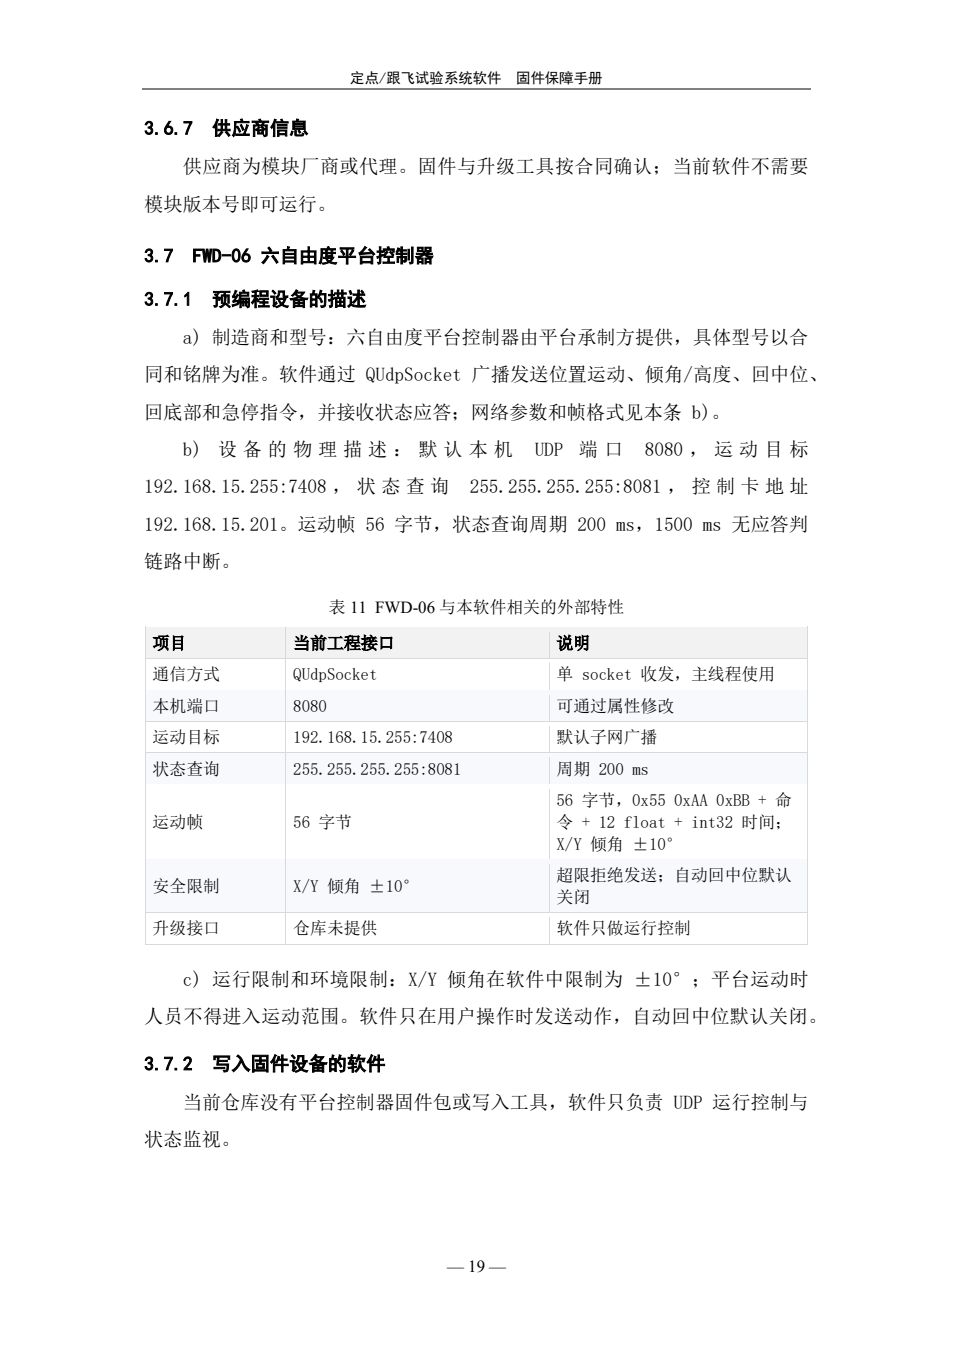 定点/跟飞试验系统软件　固件保障手册
3.6.7　供应商信息
供应商为模块厂商或代理。固件与升级工具按合同确认；当前软件不需要
模块版本号即可运行。
3.7　FWD-06 六自由度平台控制器
3.7.1　预编程设备的描述
a) 制造商和型号：六自由度平台控制器由平台承制方提供，具体型号以合
同和铭牌为准。软件通过 QUdpSocket 广播发送位置运动、倾角/高度、回中位、
回底部和急停指令，并接收状态应答；网络参数和帧格式见本条 b)。
b) 设备的物理描述：默认本机 UDP 端口 8080，运动目标
192.168.15.255:7408，状态查询 255.255.255.255:8081，控制卡地址
192.168.15.201。运动帧 56 字节，状态查询周期 200 ms，1500 ms 无应答判
链路中断。
表 11 FWD-06 与本软件相关的外部特性
项目 当前工程接口 说明
通信方式 QUdpSocket 单 socket 收发，主线程使用
本机端口 8080 可通过属性修改
运动目标 192.168.15.255:7408 默认子网广播
状态查询 255.255.255.255:8081 周期 200 ms
运动帧 56 字节 56 字节，0x55 0xAA 0xBB + 命
令 + 12 float + int32 时间；
X/Y 倾角 ±10°
安全限制 X/Y 倾角 ±10° 超限拒绝发送；自动回中位默认
关闭
升级接口 仓库未提供 软件只做运行控制
c) 运行限制和环境限制：X/Y 倾角在软件中限制为 ±10°；平台运动时
人员不得进入运动范围。软件只在用户操作时发送动作，自动回中位默认关闭。
3.7.2　写入固件设备的软件
当前仓库没有平台控制器固件包或写入工具，软件只负责 UDP 运行控制与
状态监视。
— 19 —